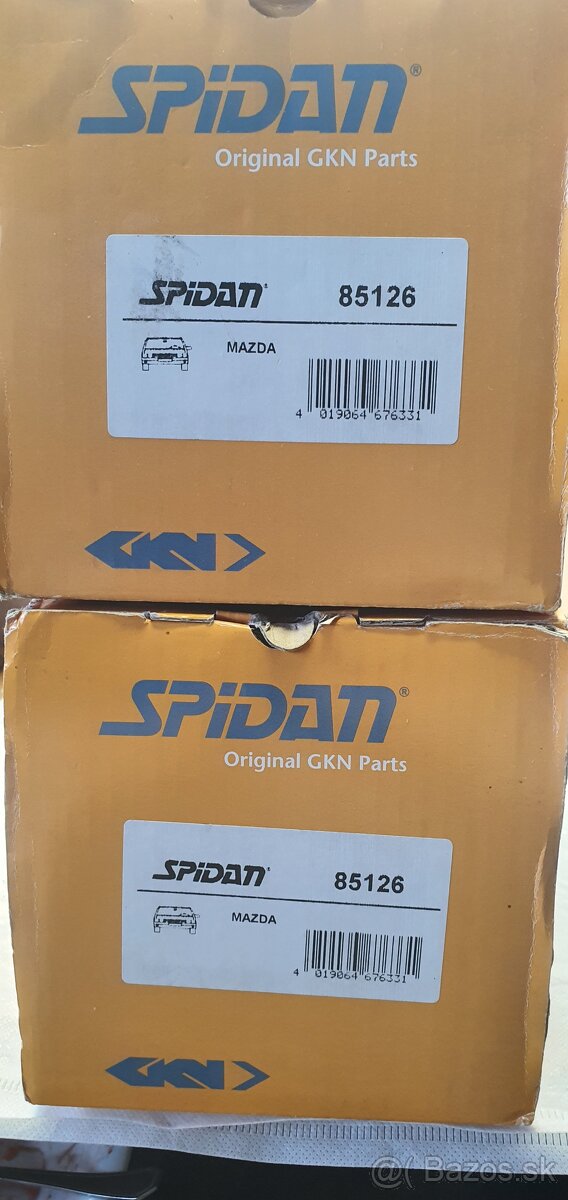 SPiDAN®
Original GKN Parts
SPiDAN® 85126
MAZDA
4 019064 676331
GKN
SPiDAN®
Original GKN Parts
SPiDAN® 85126
MAZDA
4 019064 676331
GKN
@ Bazos.sk